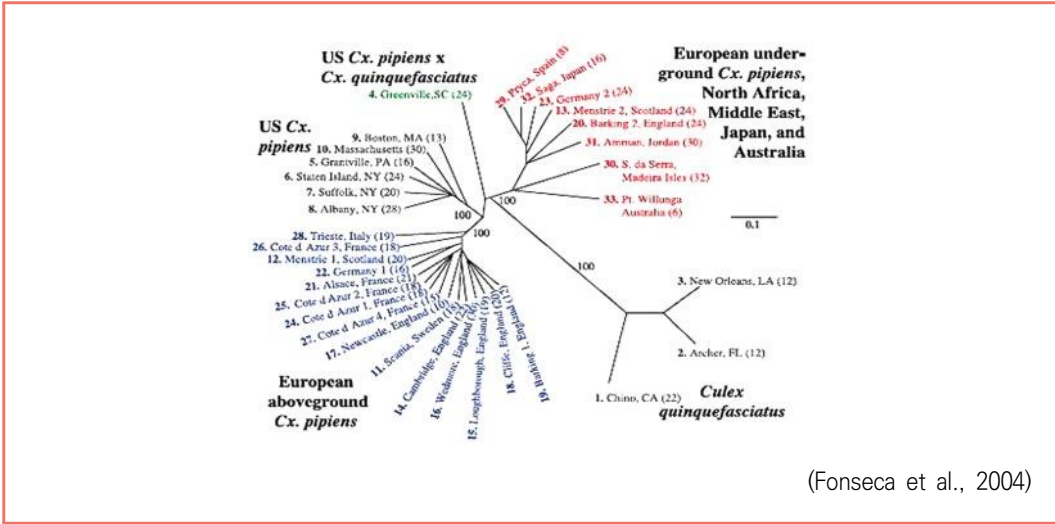 US Cx. pipiens x
Cx. quinquefasciatus
4. Greenville,SC (24)
US Cx.
pipiens
9. Boston, MA (13)
10. Massachusetts (30)
5. Grantville, PA (16)
6. Staten Island, NY (24)
7. Suffolk, NY (20)
8. Albany, NY (28)
29. Pryca, Spain (8)
32. Saga, Japan (16)
23. Germany 2 (24)
13. Menstrie 2, Scotland (24)
20. Barking 2, England (24)
31. Amman, Jordan (30)
30. S. da Serra,
Madeira Isles (32)
33. Pt. Willunga
Australia (6)
European under-
ground Cx. pipiens,
North Africa,
Middle East,
Japan, and
Australia
0.1
100
100
100
100
28. Trieste, Italy (19)
26. Cote d Azur 3, France (18)
12. Menstrie 1, Scotland (20)
22. Germany 1 (16)
21. Alsace, France (21)
25. Cote d Azur 2, France (18)
24. Cote d Azur 1, France (18)
27. Cote d Azur 4, France
17. Newcastle, England (10)
11. Scania, Sweden (18)
14. Cambridge, England
16. Wedmore, England
15. Loughborough, England (19)
18. Cliffe, England (20)
19. Barking 1, England (12)
European
aboveground
Cx. pipiens
3. New Orleans, LA (12)
2. Archer, FL (12)
1. Chino, CA (22)
Culex
quinquefasciatus
(Fonseca et al., 2004)